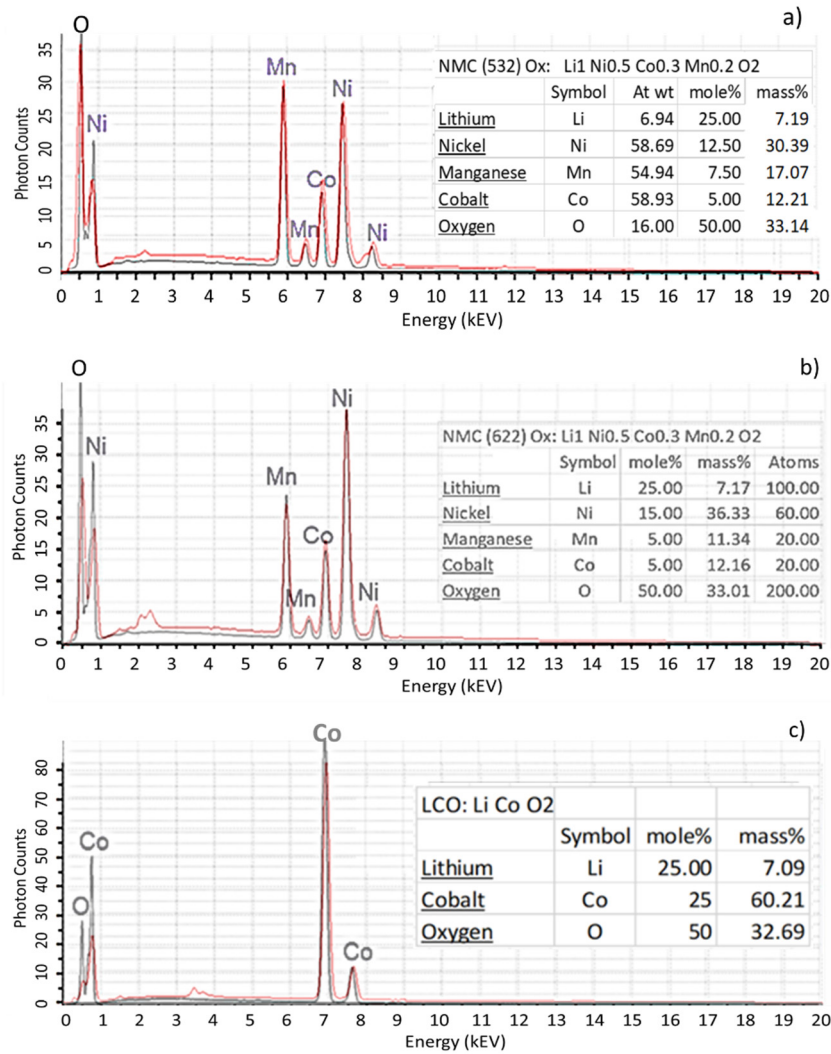 a)
O
Ni
Mn
Mn
Co
Ni
Ni
Photon Counts
35
30
25
20
15
10
5
0
0 1 2 3 4 5 6 7 8 9 10 11 12 13 14 15 16 17 18 19 20
Energy (kEV)
NMC (532) Ox: Li1 Ni0.5 Co0.3 Mn0.2 O2
Symbol At wt mole% mass%
Lithium Li 6.94 25.00 7.19
Nickel Ni 58.69 12.50 30.39
Manganese Mn 54.94 7.50 17.07
Cobalt Co 58.93 5.00 12.21
Oxygen O 16.00 50.00 33.14
b)
O
Ni
Mn
Mn
Co
Ni
Ni
Photon Counts
35
30
25
20
15
10
5
0
0 1 2 3 4 5 6 7 8 9 10 11 12 13 14 15 16 17 18 19 20
Energy (kEV)
NMC (622) Ox: Li1 Ni0.5 Co0.3 Mn0.2 O2
Symbol mole% mass% Atoms
Lithium Li 25.00 7.17 100.00
Nickel Ni 15.00 36.33 60.00
Manganese Mn 5.00 11.34 20.00
Cobalt Co 5.00 12.16 20.00
Oxygen O 50.00 33.01 200.00
c)
O
Co
Co
Co
Photon Counts
80
70
60
50
40
30
20
10
0
0 1 2 3 4 5 6 7 8 9 10 11 12 13 14 15 16 17 18 19 20
Energy (kEV)
LCO: Li Co O2
Symbol mole% mass%
Lithium Li 25.00 7.09
Cobalt Co 25 60.21
Oxygen O 50 32.69